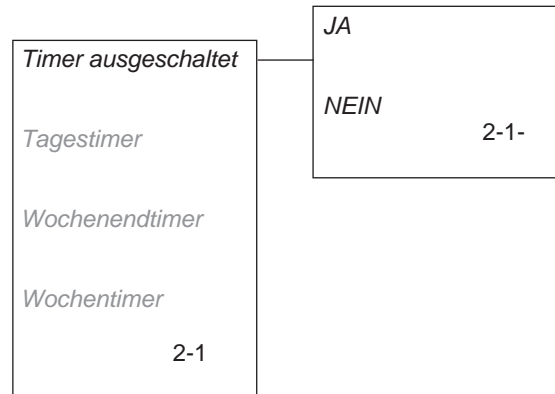 JA
Timer ausgeschaltet
NEIN
2-1-
Tagestimer
Wochenendtimer
Wochentimer
2-1